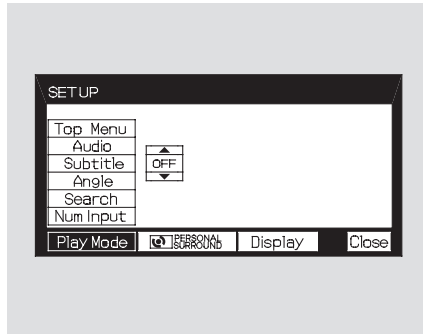 SETUP
Top Menu
Audio
Subtitle
OFF
Angle
Search
Num Input
Play Mode
PERSONAL
SURROUND
Display
Close